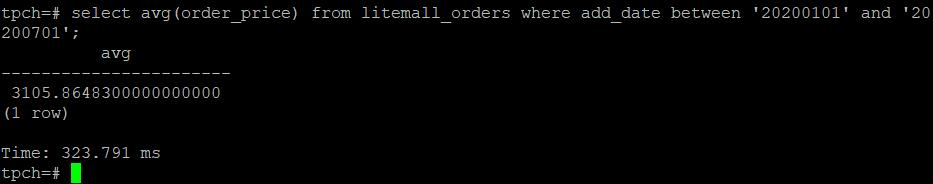 tpch=# select avg(order_price) from litemall_orders where add_date between '20200101' and '20
200701';
avg
-----------------------
3105.8648300000000000
(1 row)
Time: 323.791 ms
tpch=#